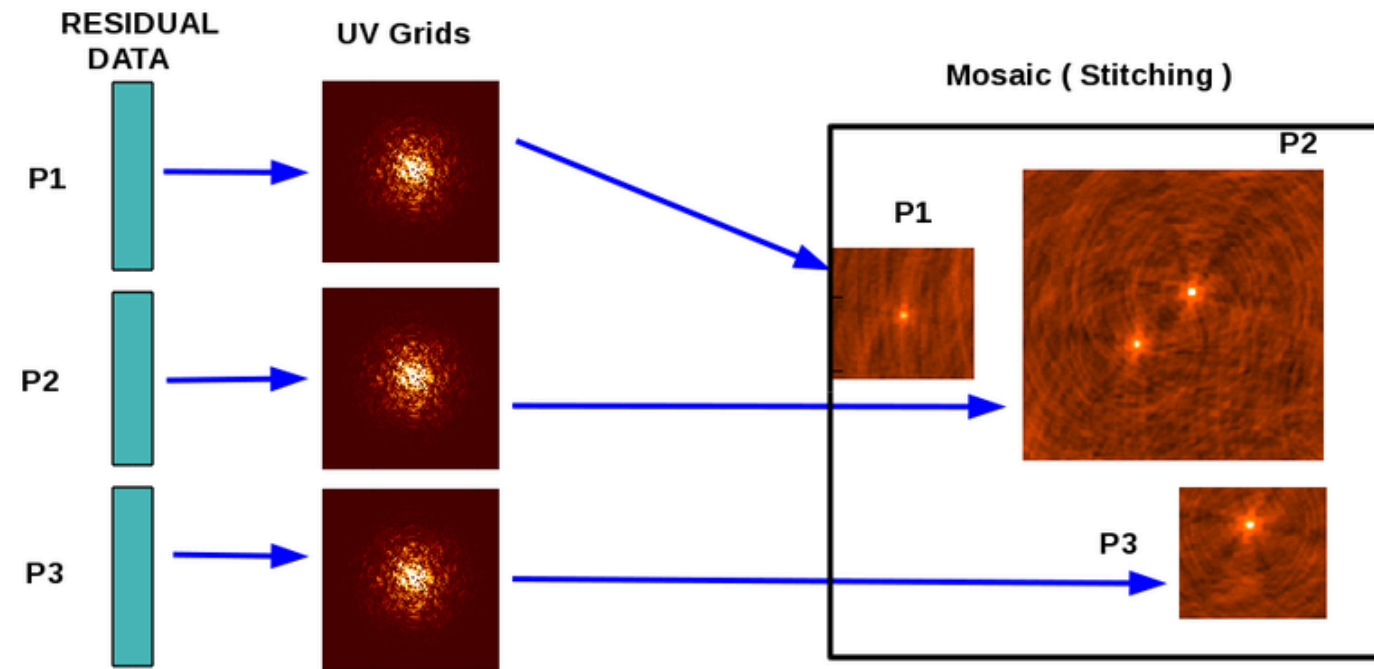 RESIDUAL
DATA
UV Grids
Mosaic ( Stitching )
P1
P2
P3
P1
P2
P3